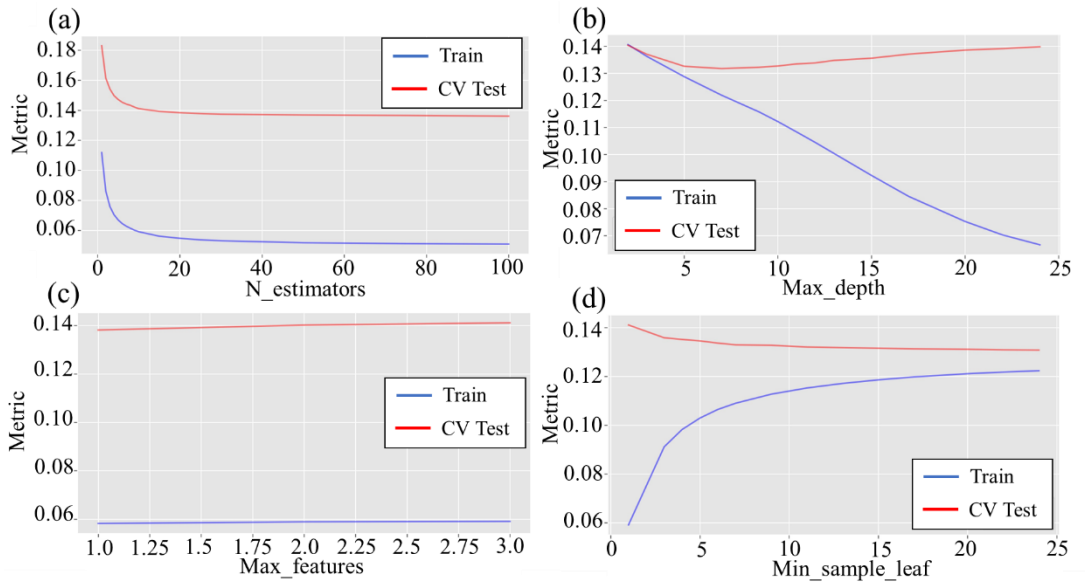 (a)
0.18
0.16
0.14
0.12
0.10
0.08
0.06
Metric
Train
CV Test
0 20 40 60 80 100
N_estimators
(b)
0.14
0.13
0.12
0.11
0.10
0.09
0.08
0.07
Metric
Train
CV Test
5 10 15 20 25
Max_depth
(c)
0.14
0.12
0.10
0.08
0.06
Metric
Train
CV Test
1.0 1.25 1.5 1.75 2.0 2.25 2.5 2.75 3.0
Max_features
(d)
0.14
0.12
0.10
0.08
0.06
Metric
Train
CV Test
0 5 10 15 20 25
Min_sample_leaf